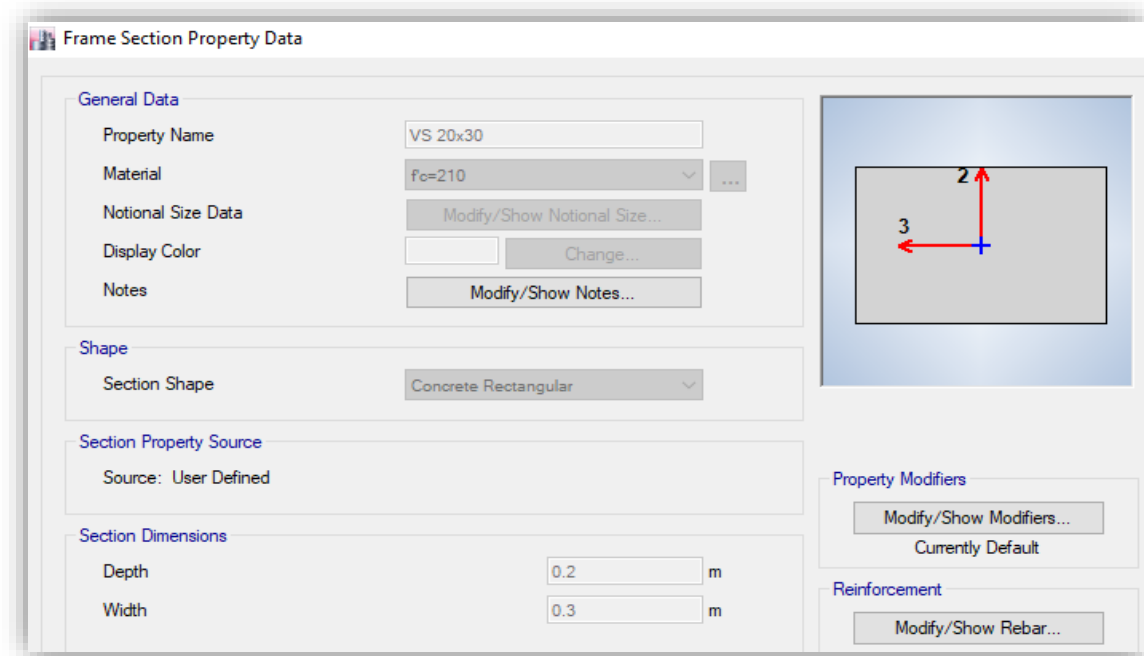 Frame Section Property Data
General Data
Property Name VS 20x30
Material f'c=210 ...
Notional Size Data Modify/Show Notional Size...
Display Color Change...
Notes Modify/Show Notes...
Shape
Section Shape Concrete Rectangular
Section Property Source
Source: User Defined
Section Dimensions
Depth 0.2 m
Width 0.3 m
2
3
Property Modifiers
Modify/Show Modifiers...
Currently Default
Reinforcement
Modify/Show Rebar...